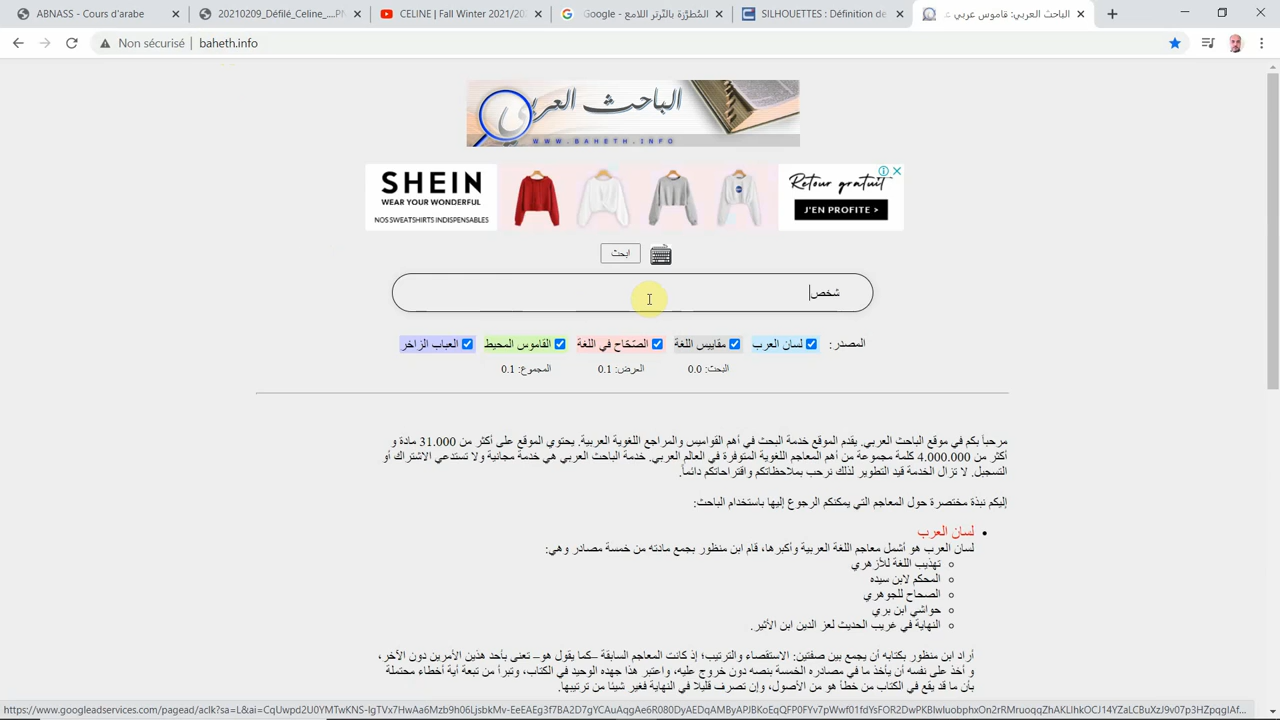 ABNASS - Cours d'arabe
20210209_Défilé_Celine_....PN
CELINE | Fall Winter 2021/20
Google - المُطرَّزة بالتّرتر اللامع
SILHOUETTES : Définition de
الباحث العربي: قاموس عربي ع
Non sécurisé | baheth.info
الباحث العربي
WWW.BAHETH.INFO
SHEIN
WEAR YOUR WONDERFUL
NOS SWEATSHIRTS INDISPENSABLES
Retour gratuit
J'EN PROFITE >
ابحث
شخص
المصدر: لسان العرب مقاييس اللغة الصّحّاح في اللغة القاموس المحيط العباب الزاخر
البحث: 0.0 العرض: 0.1 المجموع: 0.1
مرحباً بكم في موقع الباحث العربي. يقدم الموقع خدمة البحث في أهم القواميس والمراجع اللغوية العربية. يحتوي الموقع على أكثر من 31.000 مادة و
أكثر من 4.000.000 كلمة مجموعة من أهم المعاجم اللغوية المتوفرة في العالم العربي. خدمة الباحث العربي هي خدمة مجانية ولا تستدعي الاشتراك أو
التسجيل. لا تزال الخدمة قيد التطوير لذلك نرحب بملاحظاتكم واقتراحاتكم دائماً.
إليكم نبذة مختصرة حول المعاجم التي يمكنكم الرجوع إليها باستخدام الباحث:
لسان العرب
لسان العرب هو أشمل معاجم اللغة العربية وأكبرها، قام ابن منظور بجمع مادته من خمسة مصادر وهي:
تهذيب اللغة للأزهري
المحكم لابن سيده
الصحاح للجوهري
حواشي ابن بري
النهاية في غريب الحديث لعز الدين ابن الأثير.
أراد ابن منظور بكتابه أن يجمع بين صفتين: الاستقصاء والترتيب؛ إذ كانت المعاجم السابقة –كما يقول هو– تعنى بأحد هذين الأمرين دون الآخر،
و أخذ على نفسه أن يأخذ ما في مصادره الخمسة بنصه دون خروج عليه، واعتبر هذا جهده الوحيد في الكتاب، وتبرأ من تبعة أية أخطاء محتملة
بأن ما قد يقع في الكتاب من خطأ هو من الأصول، وإن تصرف قليلا في النهاية فغير شيئا من ترتيبها.